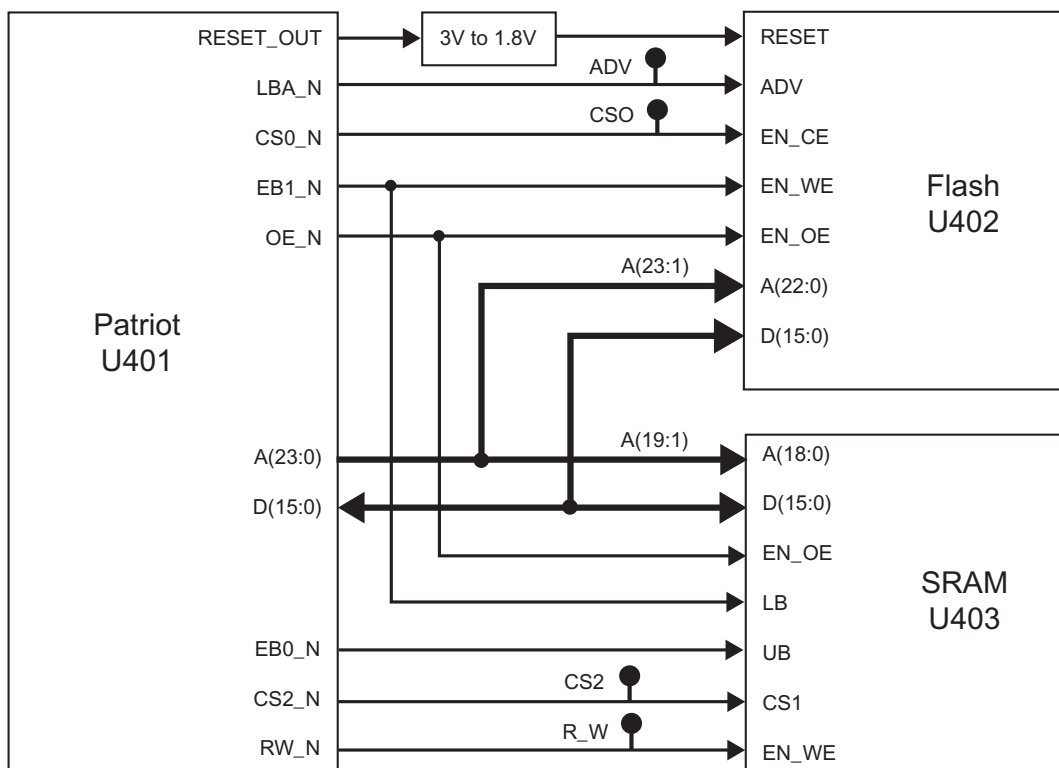 RESET_OUT
3V to 1.8V
RESET
LBA_N
ADV
ADV
CS0_N
CSO
EN_CE
EB1_N
EN_WE
OE_N
EN_OE
Flash
U402
A(23:1)
A(22:0)
D(15:0)
Patriot
U401
A(23:0)
A(19:1)
A(18:0)
D(15:0)
D(15:0)
EN_OE
LB
SRAM
U403
EB0_N
UB
CS2_N
CS2
CS1
RW_N
R_W
EN_WE